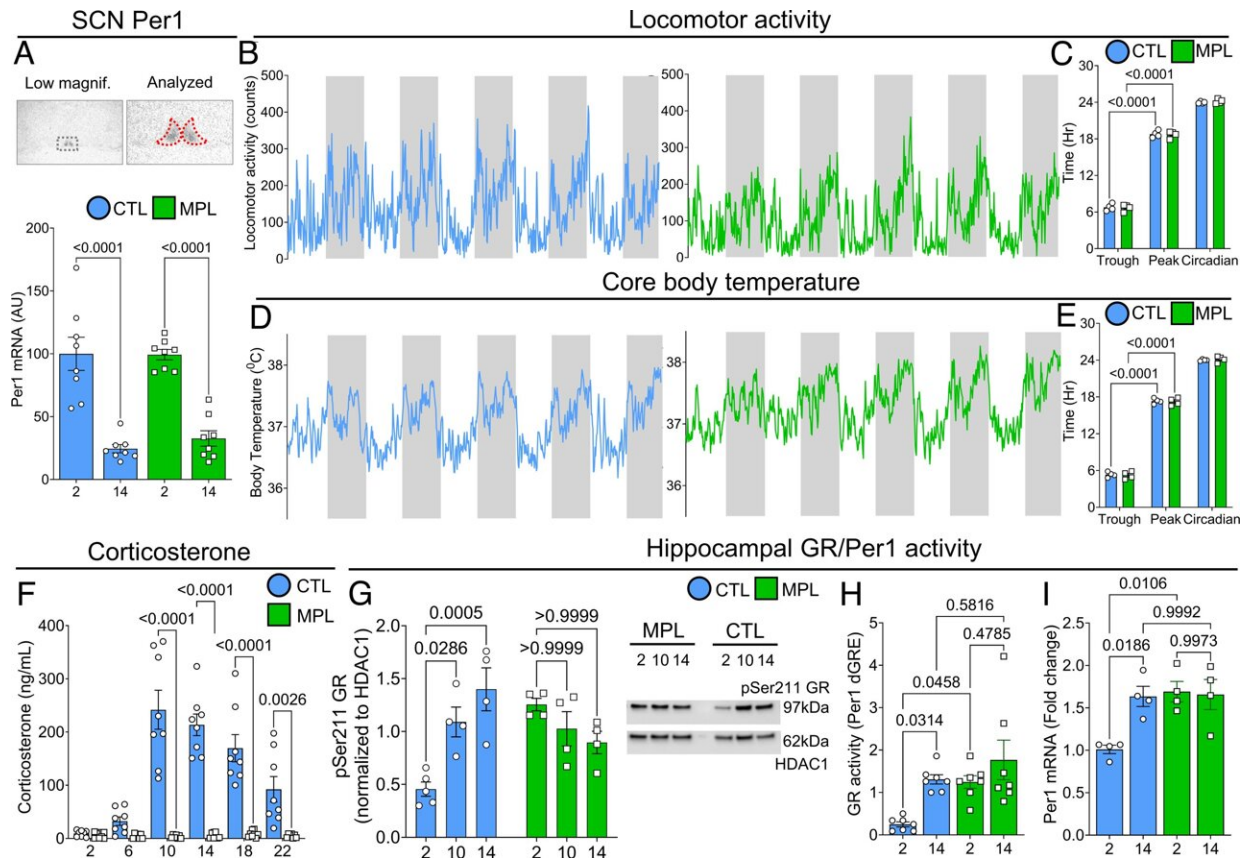 SCN Per1
Locomotor activity
A
Low magnif.
Analyzed
CTL MPL
Per1 mRNA (AU)
200
150
100
50
0
<0.0001
<0.0001
2 14 2 14
B
Locomotor activity (counts)
500
400
300
200
100
0
500
400
300
200
100
0
C
CTL MPL
Time (Hr)
30
24
18
12
6
0
<0.0001
<0.0001
Trough Peak Circadian
Core body temperature
D
Body Temperature (⁰C)
38
37
36
38
37
36
E
CTL MPL
Time (Hr)
30
24
18
12
6
0
<0.0001
<0.0001
Trough Peak Circadian
Corticosterone
F
CTL
MPL
Corticosterone (ng/mL)
400
300
200
100
0
<0.0001
<0.0001
<0.0001
0.0026
2 6 10 14 18 22
Hippocampal GR/Per1 activity
CTL MPL
G
pSer211 GR
(normalized to HDAC1)
2.0
1.5
1.0
0.5
0.0
0.0005
0.0286
>0.9999
>0.9999
2 10 14 2 10 14
MPL CTL
2 10 14 2 10 14
pSer211 GR
97kDa
62kDa
HDAC1
H
GR activity (Per1 dGRE)
5
4
3
2
1
0
0.5816
0.4785
0.0458
0.0314
2 14 2 14
I
Per1 mRNA (Fold change)
2.5
2.0
1.5
1.0
0.5
0.0
0.0106
0.9992
0.0186
0.9973
2 14 2 14